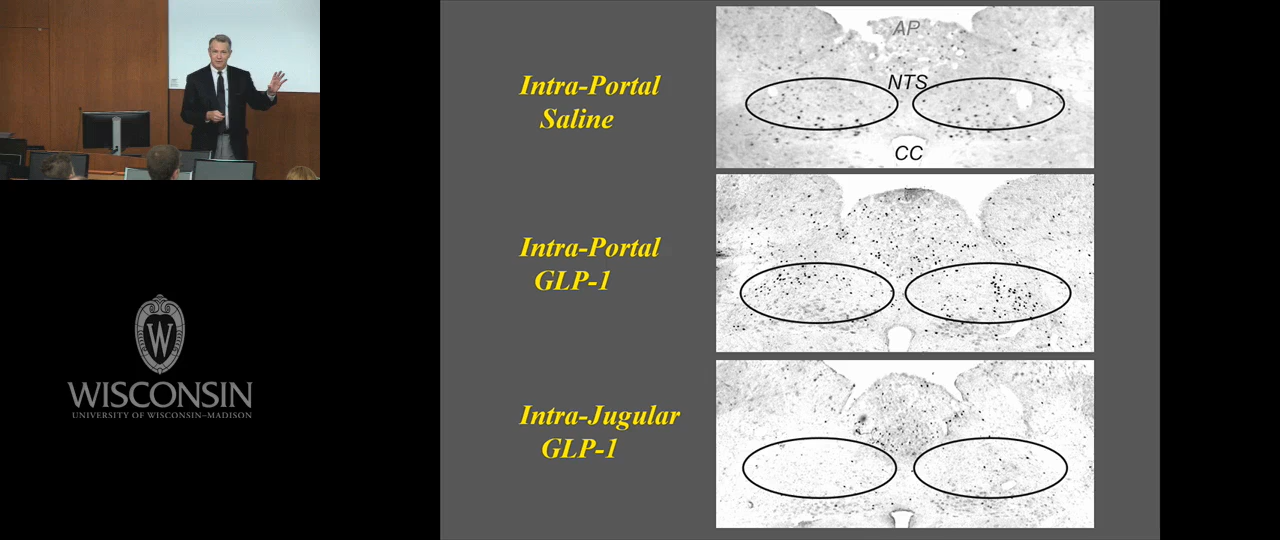 Intra-Portal
Saline
AP
NTS
CC
Intra-Portal
GLP-1
Intra-Jugular
GLP-1
W
WISCONSIN
UNIVERSITY OF WISCONSIN–MADISON